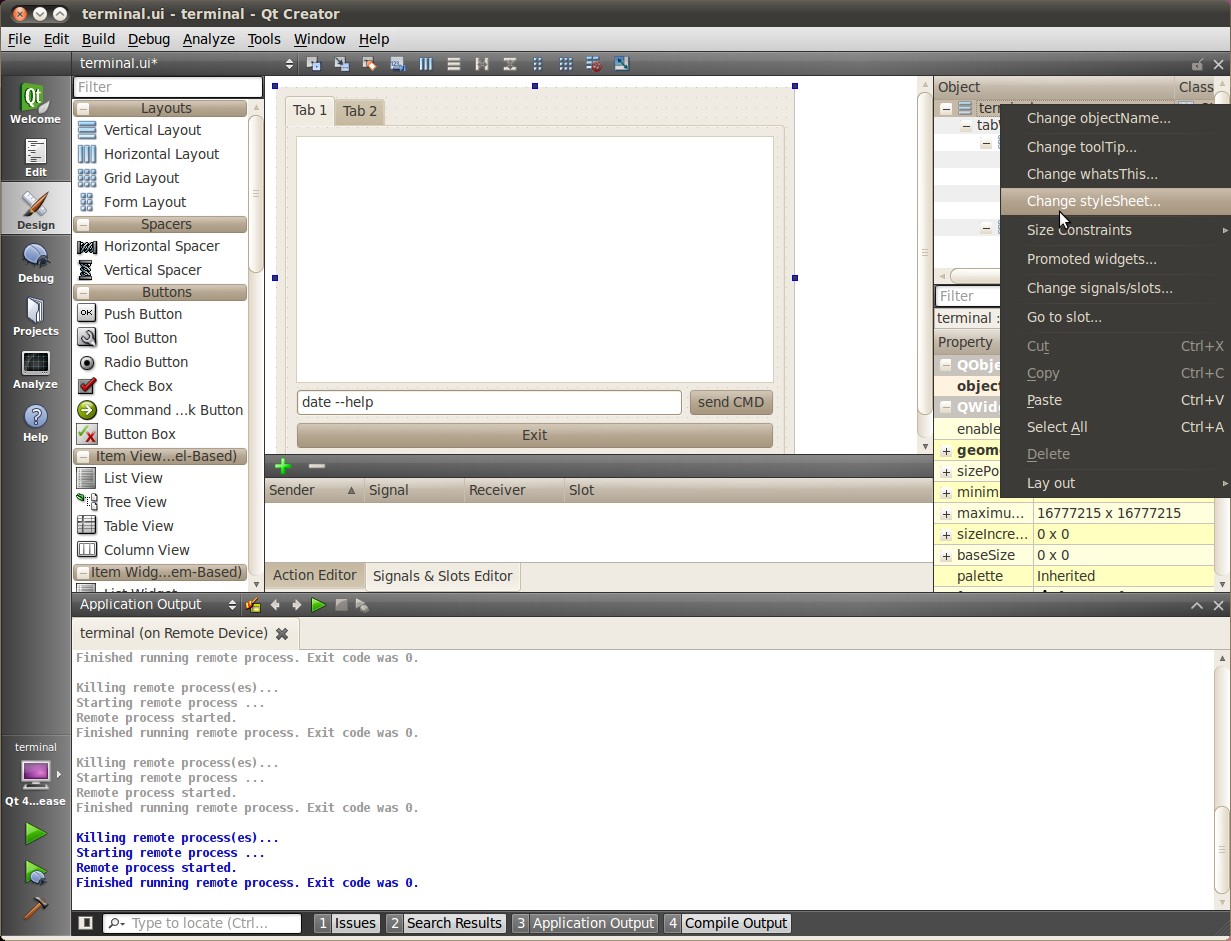 terminal.ui - terminal - Qt Creator
File Edit Build Debug Analyze Tools Window Help
terminal.ui*
Qt
Welcome
Edit
Design
Debug
Projects
Analyze
Help
terminal
Qt 4...ease
Filter
Layouts
Vertical Layout
Horizontal Layout
Grid Layout
Form Layout
Spacers
Horizontal Spacer
Vertical Spacer
Buttons
OK Push Button
Tool Button
Radio Button
Check Box
Command ...k Button
Button Box
Item View...el-Based)
List View
Tree View
Table View
Column View
Item Widg...em-Based)
Tab 1 Tab 2
date --help send CMD
Exit
Sender Signal Receiver Slot
Action Editor Signals & Slots Editor
Object Class
Change objectName...
Change toolTip...
Change whatsThis...
Change styleSheet...
Size Constraints
Promoted widgets...
Change signals/slots...
Go to slot...
Cut Ctrl+X
Copy Ctrl+C
Paste Ctrl+V
Select All Ctrl+A
Delete
Lay out
Filter
terminal :
Property
maximu... 16777215 x 16777215
sizeIncre... 0 x 0
baseSize 0 x 0
palette Inherited
Application Output
terminal (on Remote Device)
Finished running remote process. Exit code was 0.
Killing remote process(es)...
Starting remote process ...
Remote process started.
Finished running remote process. Exit code was 0.
Killing remote process(es)...
Starting remote process ...
Remote process started.
Finished running remote process. Exit code was 0.
Killing remote process(es)...
Starting remote process ...
Remote process started.
Finished running remote process. Exit code was 0.
Type to locate (Ctrl...
1 Issues 2 Search Results 3 Application Output 4 Compile Output